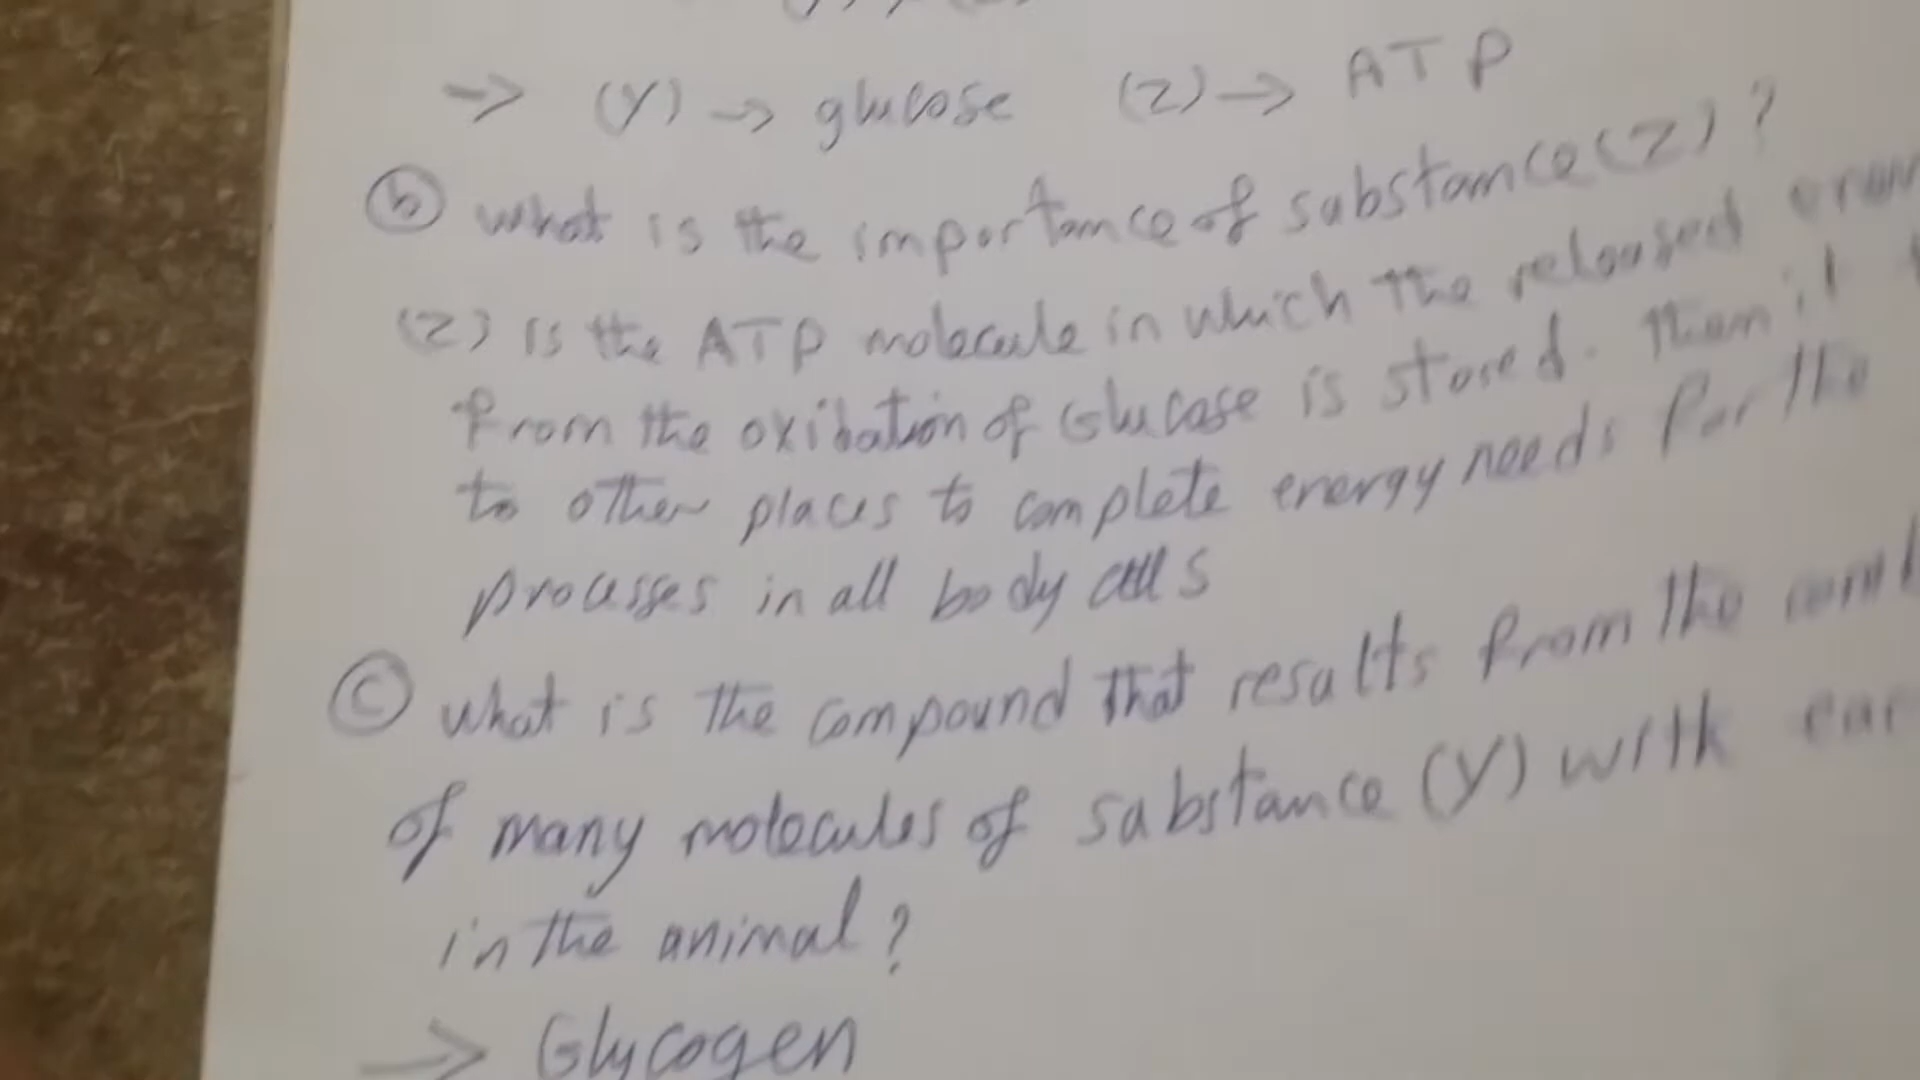 → (Y) → glucose (Z) → ATP
(b) what is the importance of substance (Z)?
(Z) is the ATP molecule in which the released
from the oxidation of Glucose is stored. Then it
to other places to complete energy needs for the
processes in all body cells
(c) what is the compound that results from the
of many molecules of substance (Y) with
in the animal?
→ Glycogen